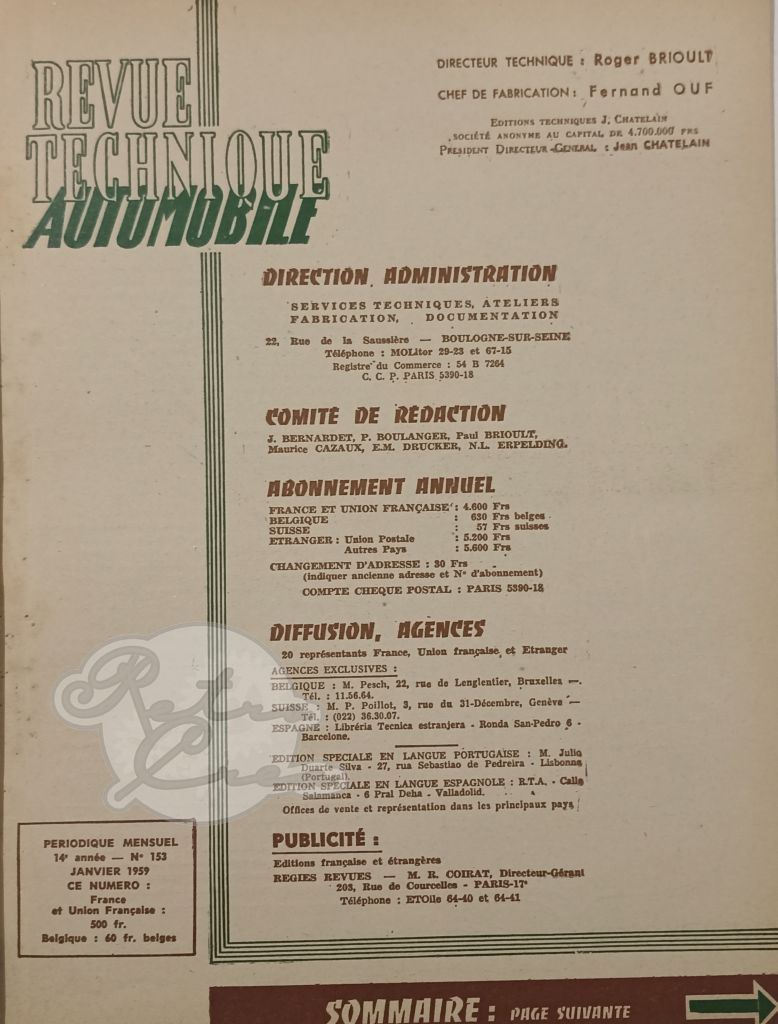 REVUE
TECHNIQUE
AUTOMOBILE
DIRECTEUR TECHNIQUE : Roger BRIOULT
CHEF DE FABRICATION : Fernand OUF
EDITIONS TECHNIQUES J. CHATELAIN
SOCIÉTÉ ANONYME AU CAPITAL DE 4.700.000 FRS
PRESIDENT DIRECTEUR GENERAL : Jean CHATELAIN
DIRECTION, ADMINISTRATION
SERVICES TECHNIQUES, ATELIERS
FABRICATION, DOCUMENTATION
22, Rue de la Saussière — BOULOGNE-SUR-SEINE
Téléphone : MOLitor 29-23 et 67-15
Registre du Commerce : 54 B 7264
C. C. P. PARIS 5390-18
COMITÉ DE RÉDACTION
J. BERNARDET, P. BOULANGER, Paul BRIOULT,
Maurice CAZAUX, E.M. DRUCKER, N.L. ERPELDING.
ABONNEMENT ANNUEL
FRANCE ET UNION FRANÇAISE : 4.600 Frs
BELGIQUE : 630 Frs belges
SUISSE : 57 Frs suisses
ETRANGER : Union Postale : 5.200 Frs
Autres Pays : 5.600 Frs
CHANGEMENT D'ADRESSE : 30 Frs
(indiquer ancienne adresse et N° d'abonnement)
COMPTE CHEQUE POSTAL : PARIS 5390-18
DIFFUSION, AGENCES
20 représentants France, Union française et Etranger
AGENCES EXCLUSIVES :
BELGIQUE : M. Pesch, 22, rue de Lenglentier, Bruxelles —
Tél. : 11.56.64.
SUISSE : M. P. Poillot, 3, rue du 31-Décembre, Genève —
Tél. : (022) 36.30.07.
ESPAGNE : Libréria Tecnica estranjera - Ronda San-Pedro 6 -
Barcelone.
EDITION SPECIALE EN LANGUE PORTUGAISE : M. Julio
Duarte Silva - 27, rua Sebastiao de Pedreira - Lisbonne
(Portugal).
EDITION SPECIALE EN LANGUE ESPAGNOLE : R.T.A. - Calle
Salamanca - 6 Pral Deha - Valladolid.
Offices de vente et représentation dans les principaux pays
PUBLICITÉ :
Editions française et étrangères
REGIES REVUES — M. R. COIRAT, Directeur-Gérant
203, Rue de Courcelles - PARIS-17e
Téléphone : ETOile 64-40 et 64-41
PERIODIQUE MENSUEL
14e année — N° 153
JANVIER 1959
CE NUMERO :
France
et Union Française :
500 fr.
Belgique : 60 fr. belges
SOMMAIRE : PAGE SUIVANTE
Retro